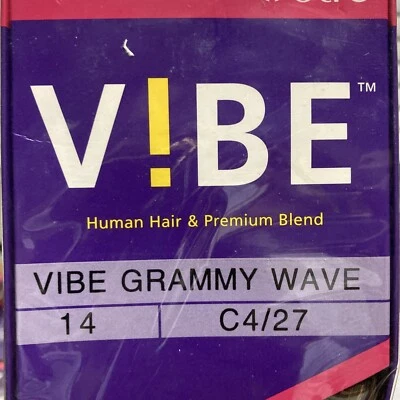 V!BE™
Human Hair & Premium Blend
VIBE GRAMMY WAVE
14 C4/27